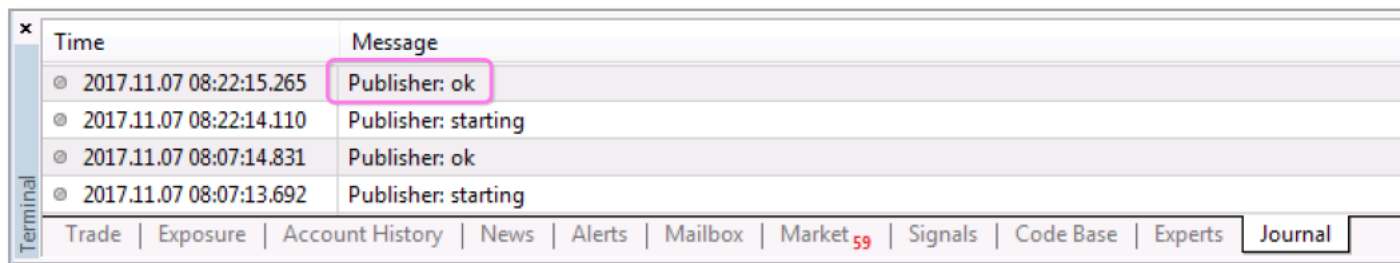 Time Message
2017.11.07 08:22:15.265 Publisher: ok
2017.11.07 08:22:14.110 Publisher: starting
2017.11.07 08:07:14.831 Publisher: ok
2017.11.07 08:07:13.692 Publisher: starting
Terminal
Trade | Exposure | Account History | News | Alerts | Mailbox | Market 59 | Signals | Code Base | Experts Journal